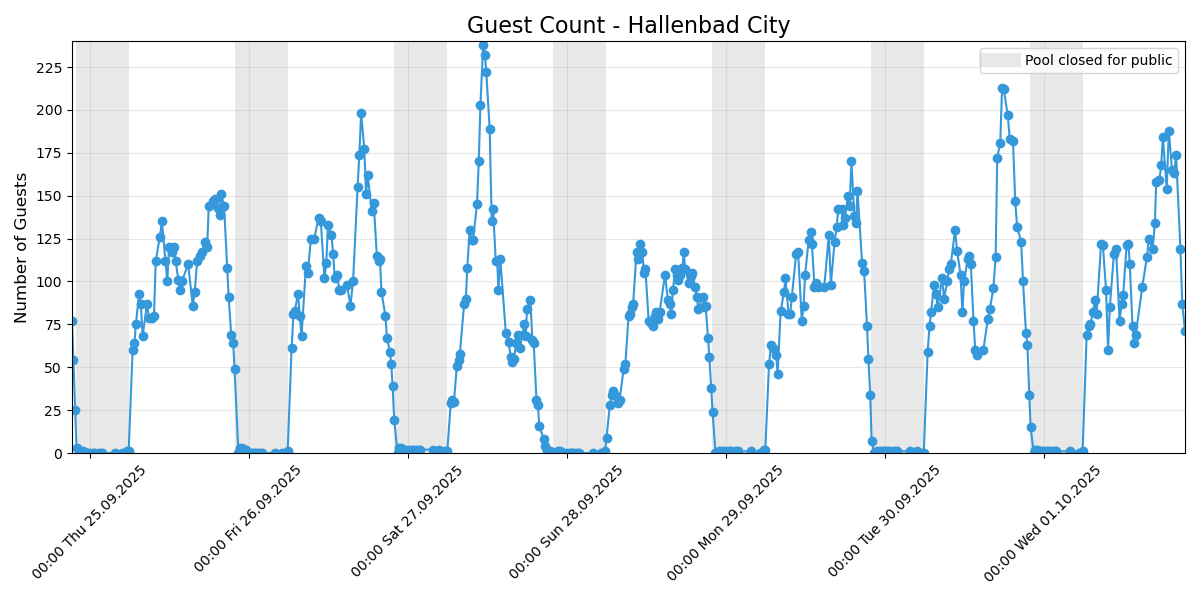 Guest Count - Hallenbad City
Pool closed for public
Number of Guests
225
200
175
150
125
100
75
50
25
0
00:00 Thu 25.09.2025
00:00 Fri 26.09.2025
00:00 Sat 27.09.2025
00:00 Sun 28.09.2025
00:00 Mon 29.09.2025
00:00 Tue 30.09.2025
00:00 Wed 01.10.2025